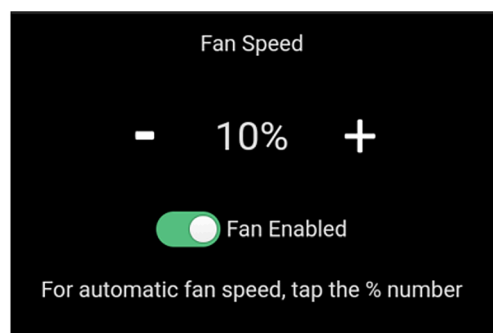 Fan Speed
- 10% +
Fan Enabled
For automatic fan speed, tap the % number